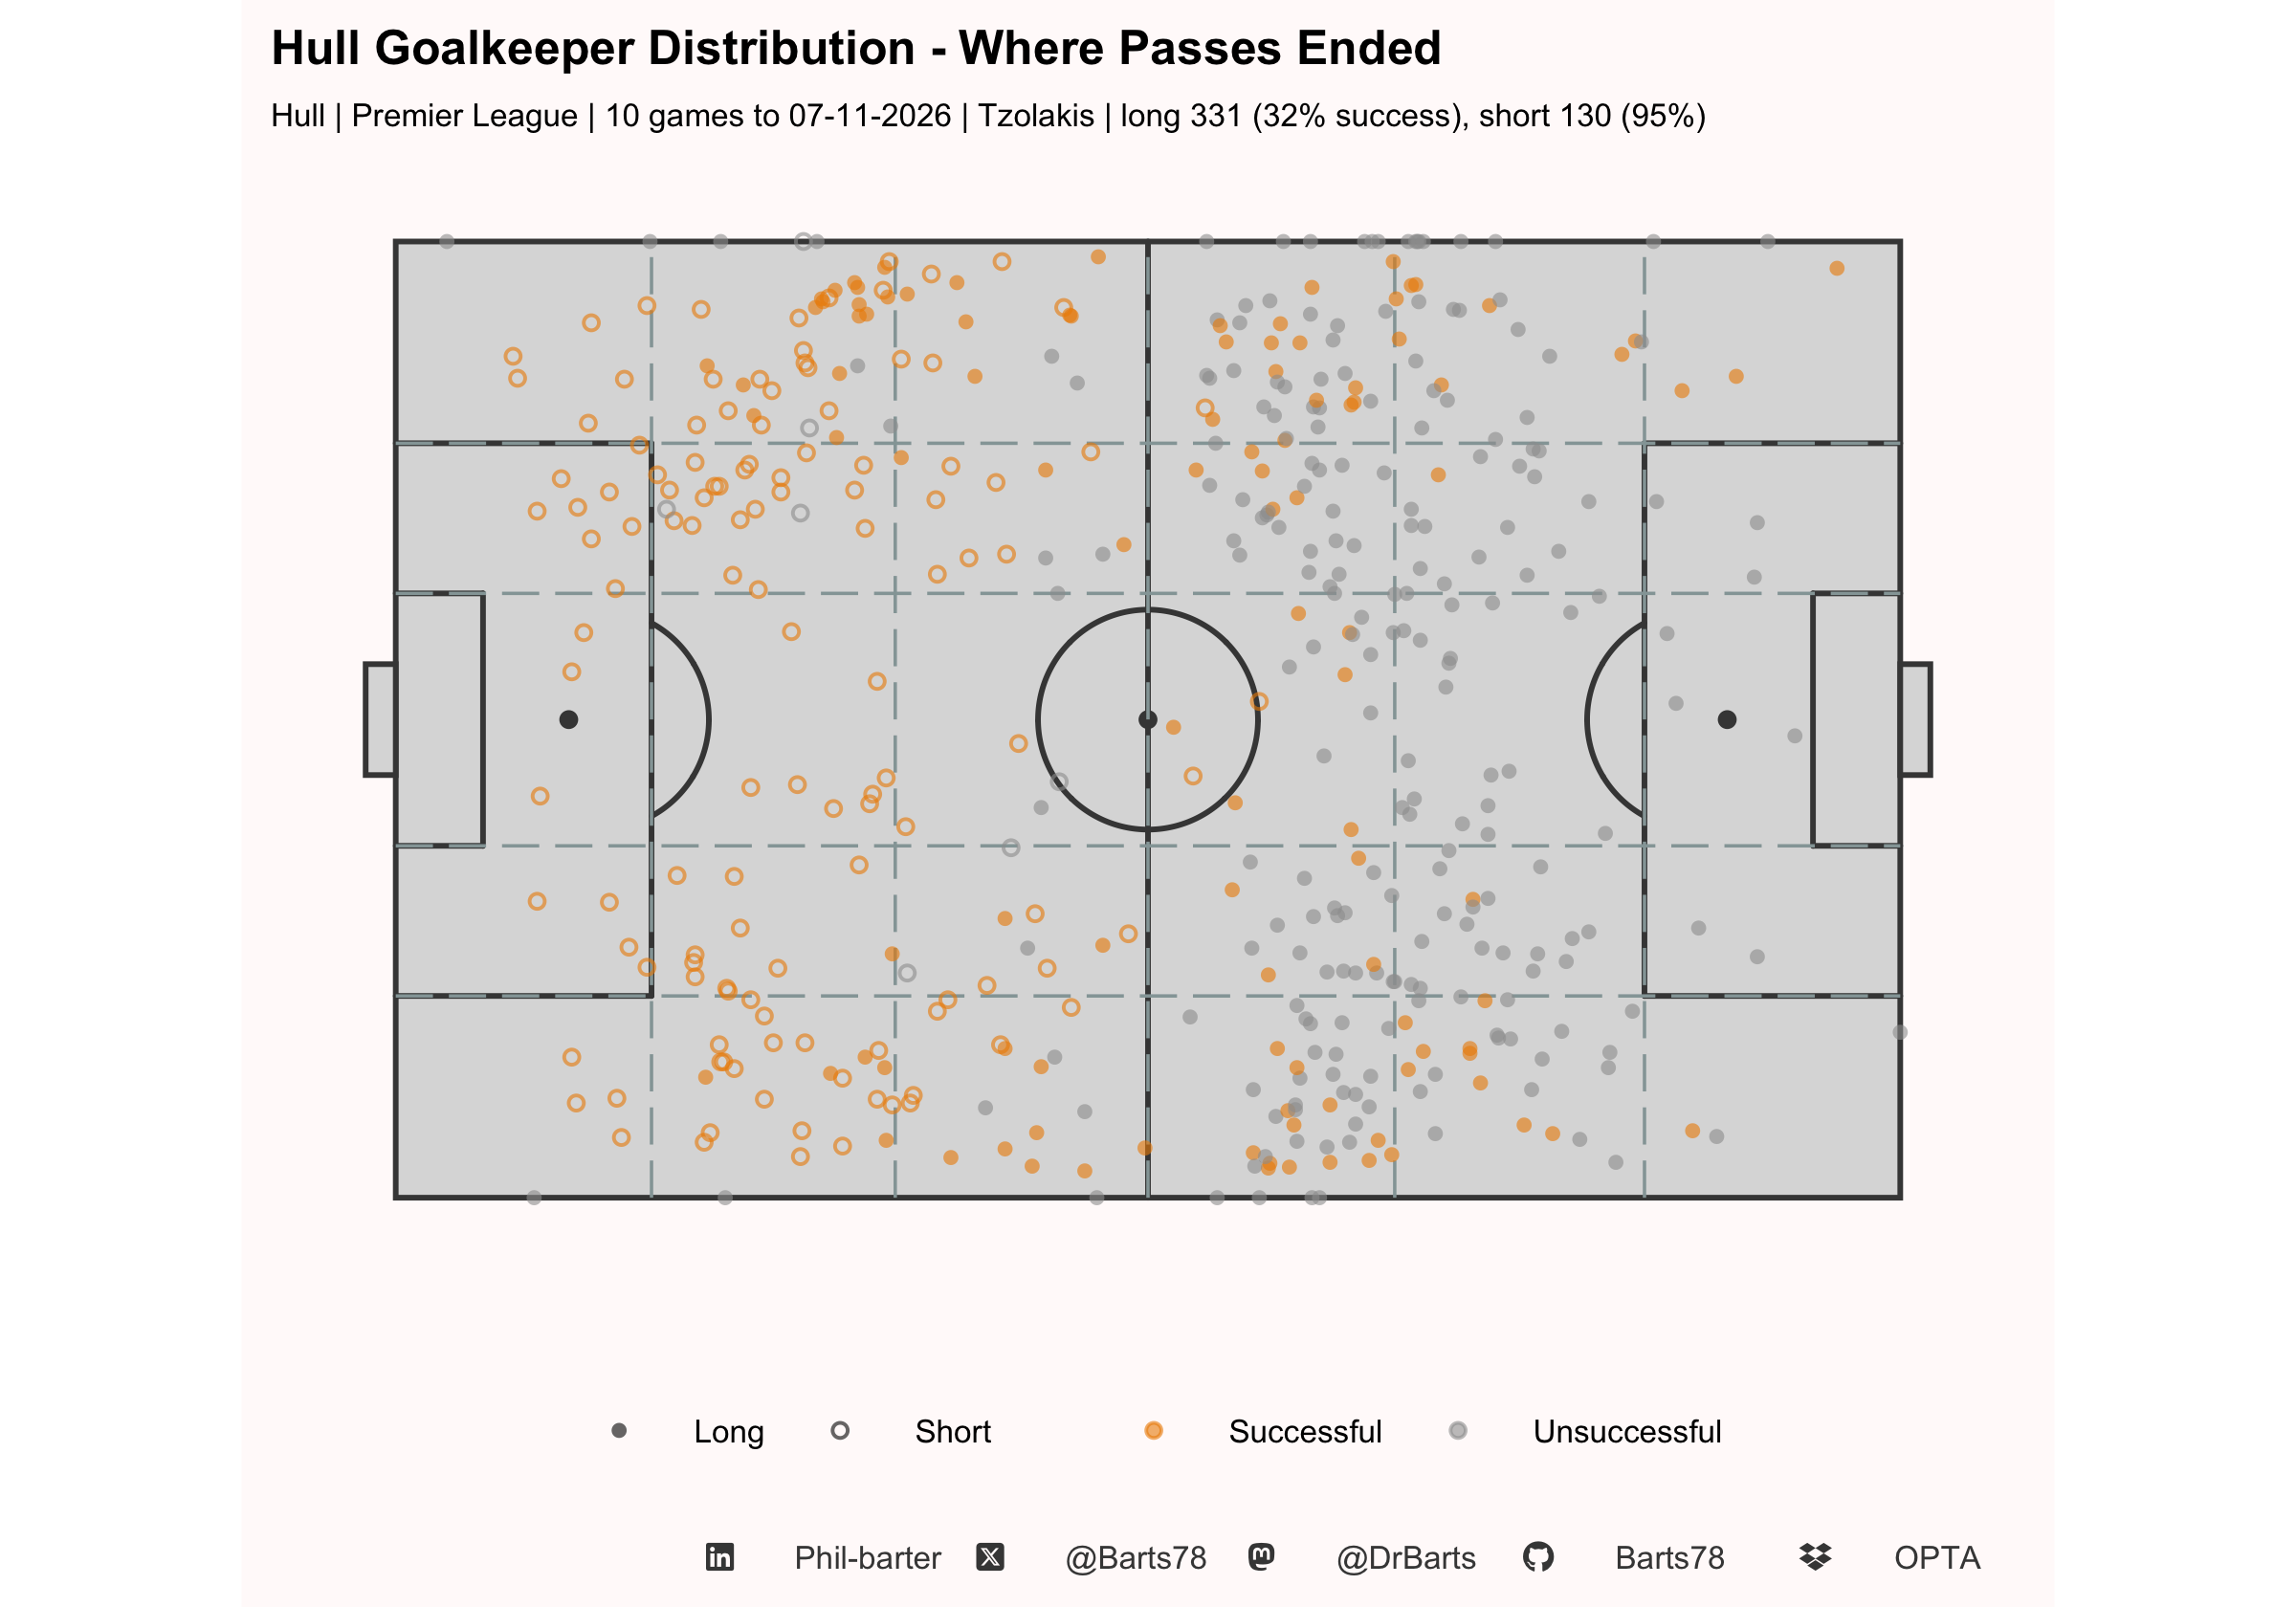 Hull Goalkeeper Distribution - Where Passes Ended
Hull | Premier League | 10 games to 07-11-2026 | Tzolakis | long 331 (32% success), short 130 (95%)
Long Short Successful Unsuccessful
Phil-barter @Barts78 @DrBarts Barts78 OPTA